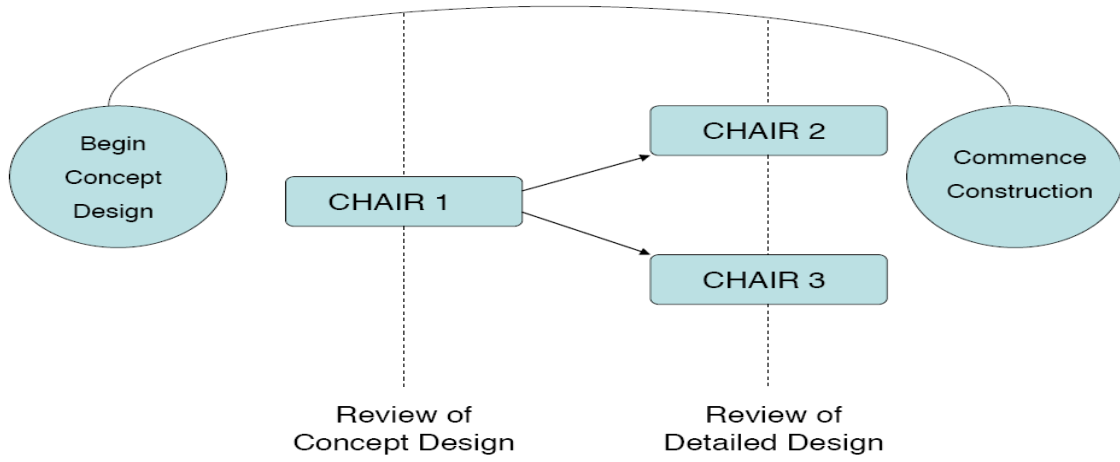 Begin
Concept
Design
CHAIR 1
CHAIR 2
CHAIR 3
Commence
Construction
Review of
Concept Design
Review of
Detailed Design